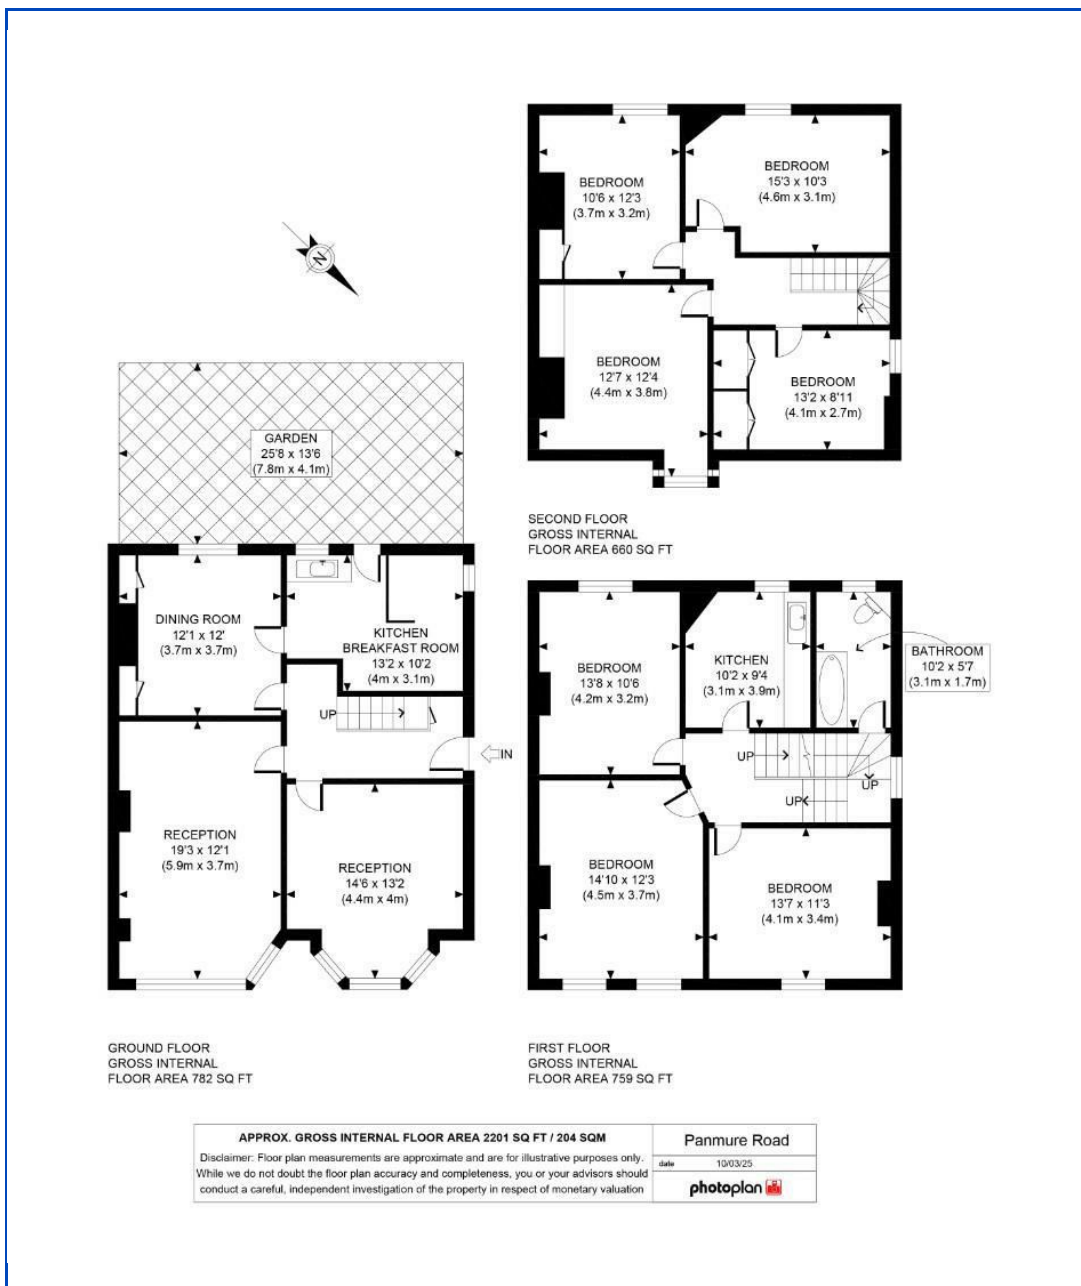 BEDROOM
10'6 x 12'3
(3.7m x 3.2m)
BEDROOM
15'3 x 10'3
(4.6m x 3.1m)
N
BEDROOM
12'7 x 12'4
(4.4m x 3.8m)
BEDROOM
13'2 x 8'11
(4.1m x 2.7m)
SECOND FLOOR
GROSS INTERNAL
FLOOR AREA 660 SQ FT
GARDEN
25'8 x 13'6
(7.8m x 4.1m)
DINING ROOM
12'1 x 12'
(3.7m x 3.7m)
KITCHEN
BREAKFAST ROOM
13'2 x 10'2
(4m x 3.1m)
UP
IN
RECEPTION
19'3 x 12'1
(5.9m x 3.7m)
RECEPTION
14'6 x 13'2
(4.4m x 4m)
GROUND FLOOR
GROSS INTERNAL
FLOOR AREA 782 SQ FT
BEDROOM
13'8 x 10'6
(4.2m x 3.2m)
KITCHEN
10'2 x 9'4
(3.1m x 3.9m)
BATHROOM
10'2 x 5'7
(3.1m x 1.7m)
UP
UP
UP
BEDROOM
14'10 x 12'3
(4.5m x 3.7m)
BEDROOM
13'7 x 11'3
(4.1m x 3.4m)
FIRST FLOOR
GROSS INTERNAL
FLOOR AREA 759 SQ FT
APPROX. GROSS INTERNAL FLOOR AREA 2201 SQ FT / 204 SQM
Disclaimer: Floor plan measurements are approximate and are for illustrative purposes only.
While we do not doubt the floor plan accuracy and completeness, you or your advisors should
conduct a careful, independent investigation of the property in respect of monetary valuation
Panmure Road
date 10/03/25
photoplan